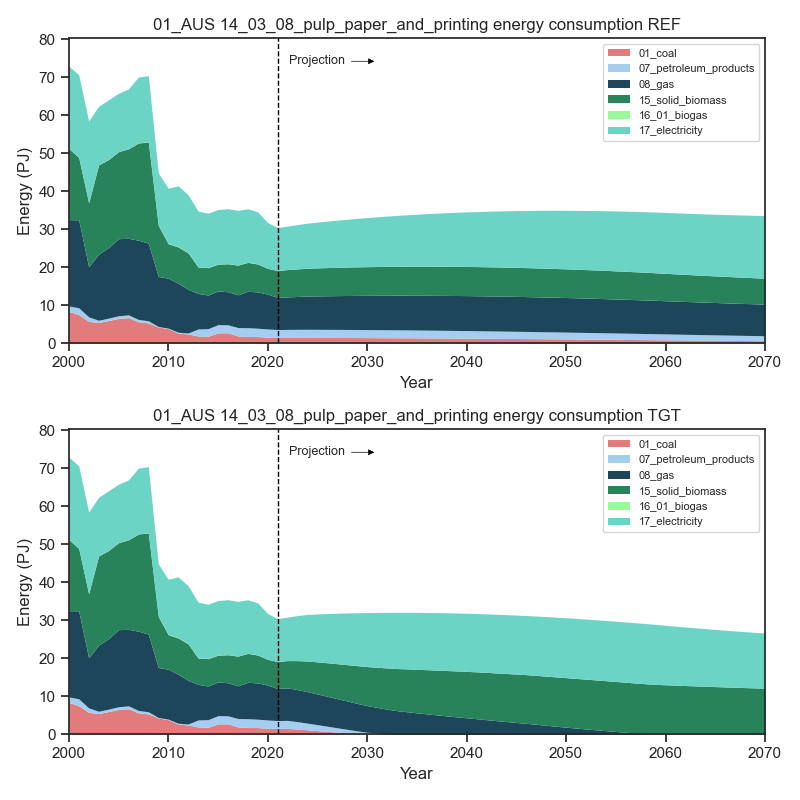 01_AUS 14_03_08_pulp_paper_and_printing energy consumption REF
80
70
60
50
40
30
20
10
0
Energy (PJ)
Projection
01_coal
07_petroleum_products
08_gas
15_solid_biomass
16_01_biogas
17_electricity
2000 2010 2020 2030 2040 2050 2060 2070
Year
01_AUS 14_03_08_pulp_paper_and_printing energy consumption TGT
80
70
60
50
40
30
20
10
0
Energy (PJ)
Projection
01_coal
07_petroleum_products
08_gas
15_solid_biomass
16_01_biogas
17_electricity
2000 2010 2020 2030 2040 2050 2060 2070
Year